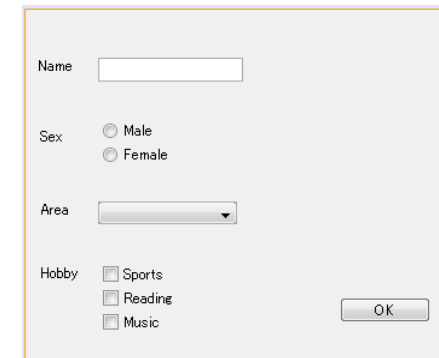 Name
Sex
Male
Female
Area
Hobby
Sports
Reading
Music
OK